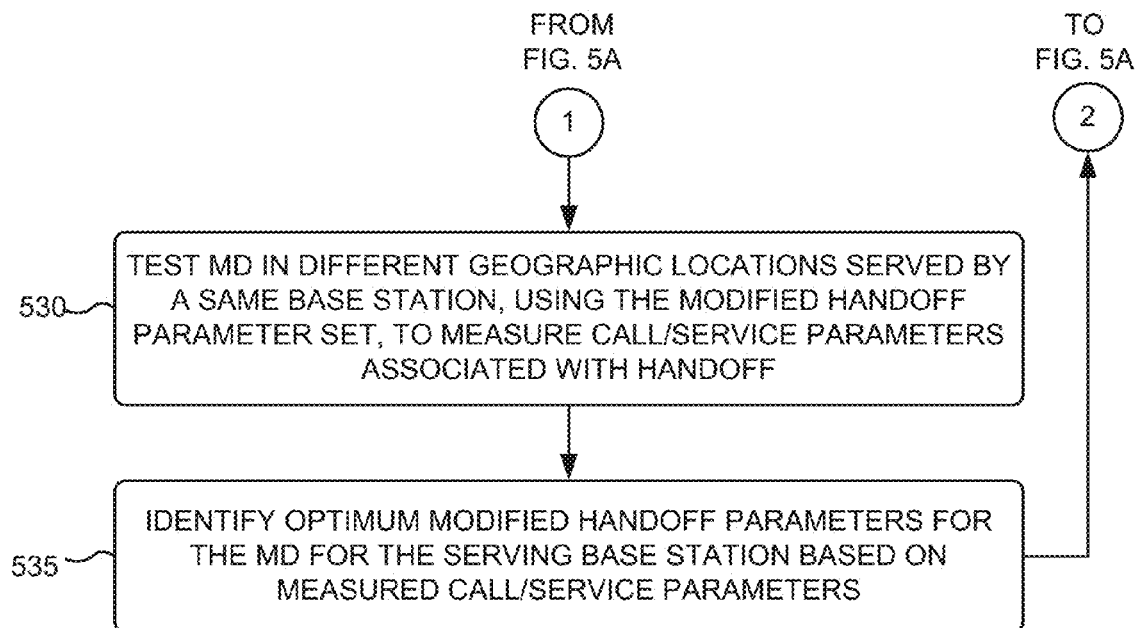 FROM
FIG. 5A
1
TO
FIG. 5A
2
530
TEST MD IN DIFFERENT GEOGRAPHIC LOCATIONS SERVED BY
A SAME BASE STATION, USING THE MODIFIED HANDOFF
PARAMETER SET, TO MEASURE CALL/SERVICE PARAMETERS
ASSOCIATED WITH HANDOFF
535
IDENTIFY OPTIMUM MODIFIED HANDOFF PARAMETERS FOR
THE MD FOR THE SERVING BASE STATION BASED ON
MEASURED CALL/SERVICE PARAMETERS